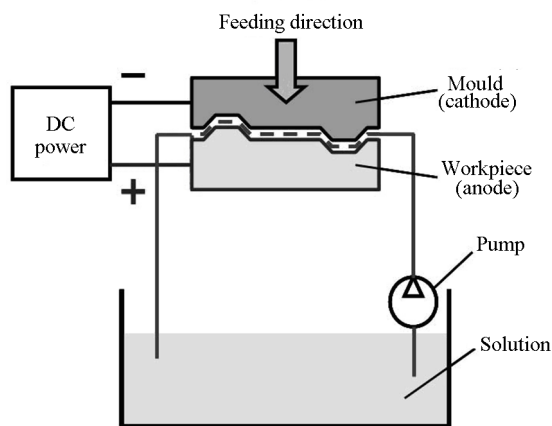 Feeding direction
−
Mould
(cathode)
DC
power
Workpiece
(anode)
+
Pump
Solution